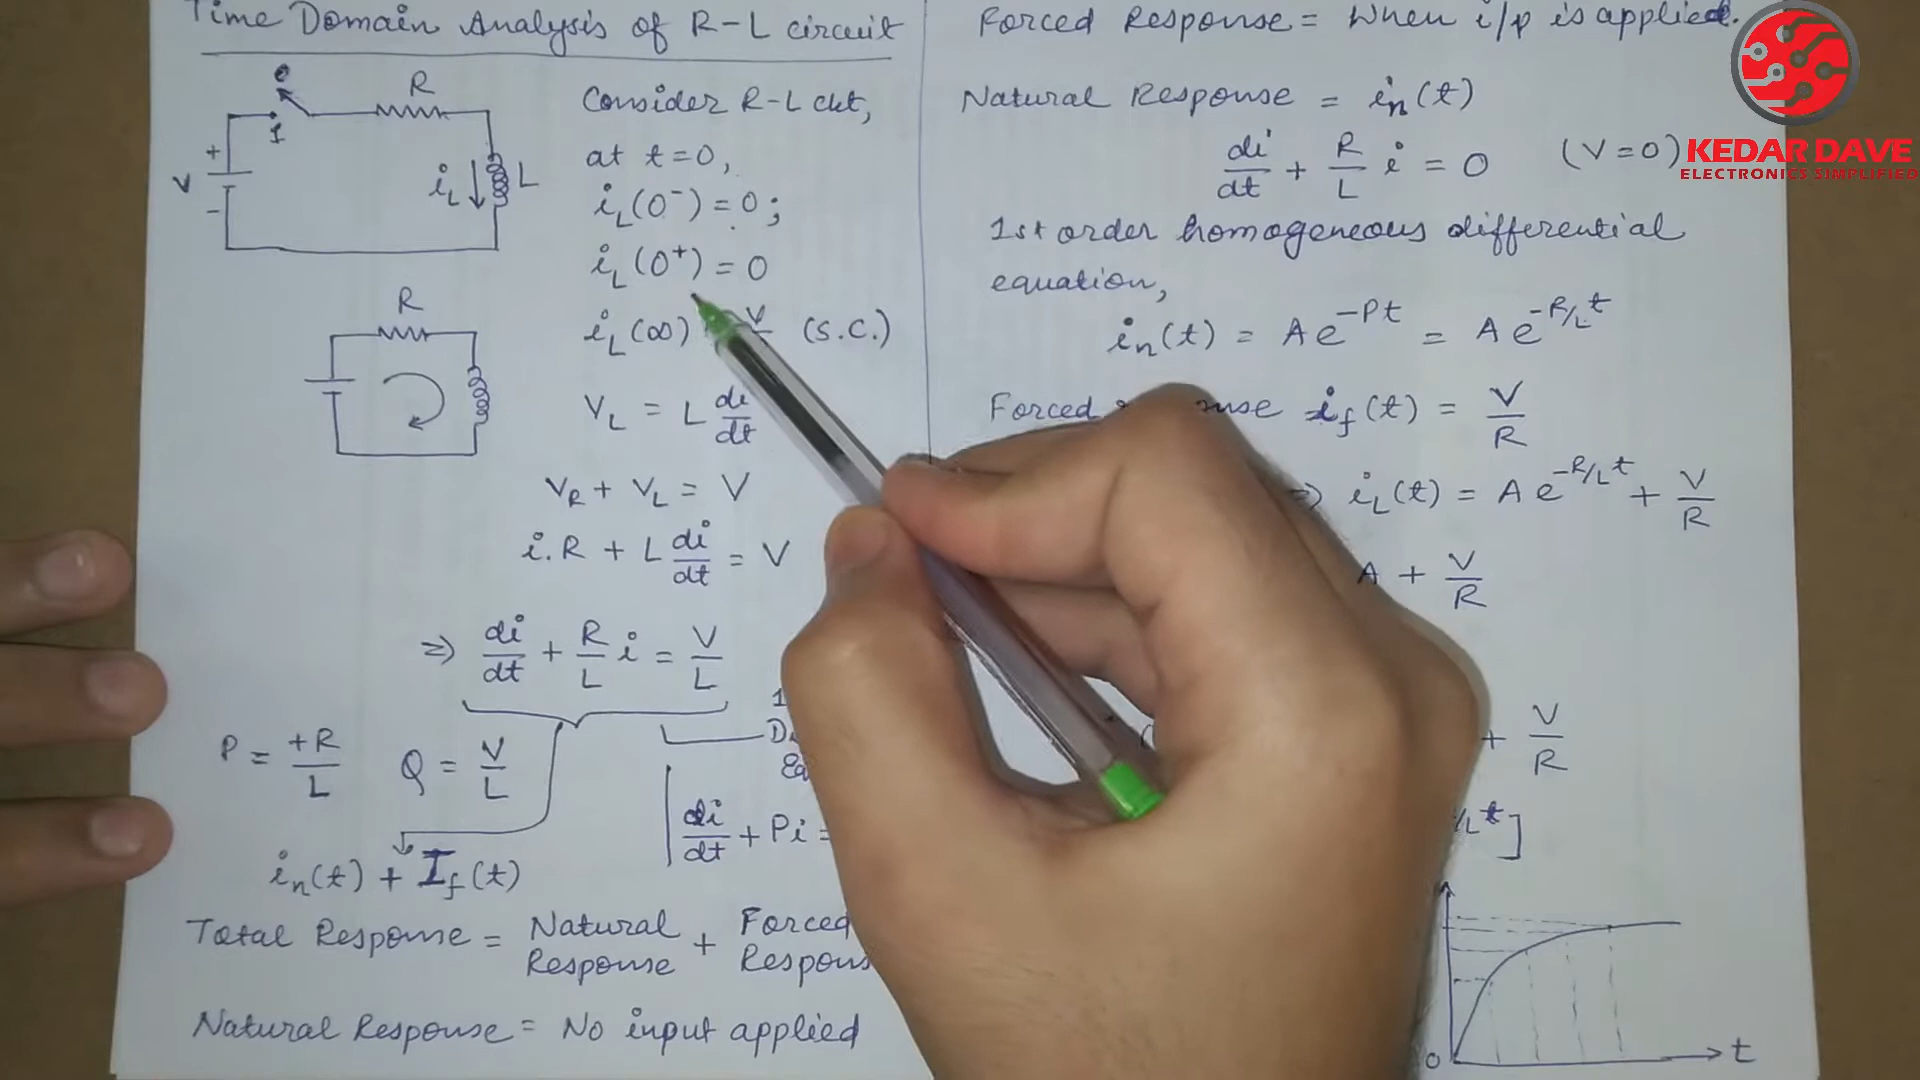 Time Domain Analysis of R-L circuit
0
R
1
+
V
-
iL
L
Consider R-L ckt,
at t=0,
iL(0⁻) = 0;
iL(0⁺) = 0
iL(∞) V (S.C.)
R
VL = L di/dt
VR + VL = V
i.R + L di/dt = V
=> di/dt + R/L i = V/L
P = +R/L Q = V/L
di/dt + Pi =
in(t) + If(t)
Total Response = Natural Response + Forced
Natural Response = No input applied
Forced Response = When i/p is applied.
Natural Response = in(t)
di/dt + R/L i = 0 (V=0)
1st order homogeneous differential
equation,
in(t) = Ae^-Pt = Ae^-R/L t
Forced if(t) = V/R
=> iL(t) = Ae^-R/L t + V/R
A + V/R
+ V/R
/L t]
0
t
KEDAR DAVE
ELECTRONICS SIMPLIFIED